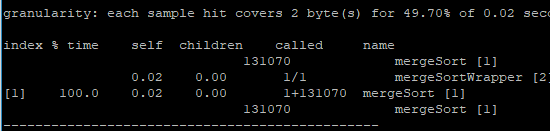 granularity: each sample hit covers 2 byte(s) for 49.70% of 0.02 seco
index % time self children called name
131070 mergeSort [1]
0.02 0.00 1/1 mergeSortWrapper [2]
[1] 100.0 0.02 0.00 1+131070 mergeSort [1]
131070 mergeSort [1]
-----------------------------------------------